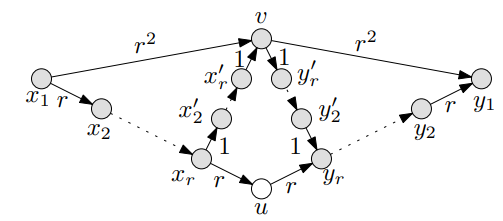 v
r² r²
1 1
x′ᵣ y′ᵣ
x₁ r r y₁
x′₂ y′₂
x₂ y₂
1 1
xᵣ r r yᵣ
u